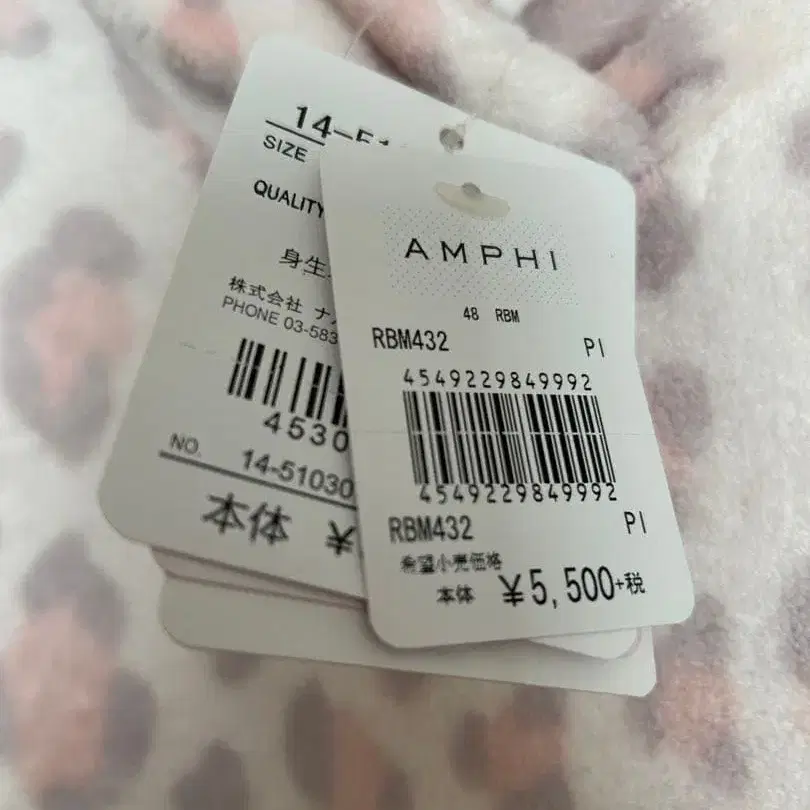 14-51
SIZE
QUALITY
身生
株式会社 ナ
PHONE 03-583
4530
NO. 14-51030
本体 ¥
AMPHI
48 RBM
RBM432 PI
4549229849992
4549229849992
RBM432 PI
希望小売価格
本体 ¥5,500+税